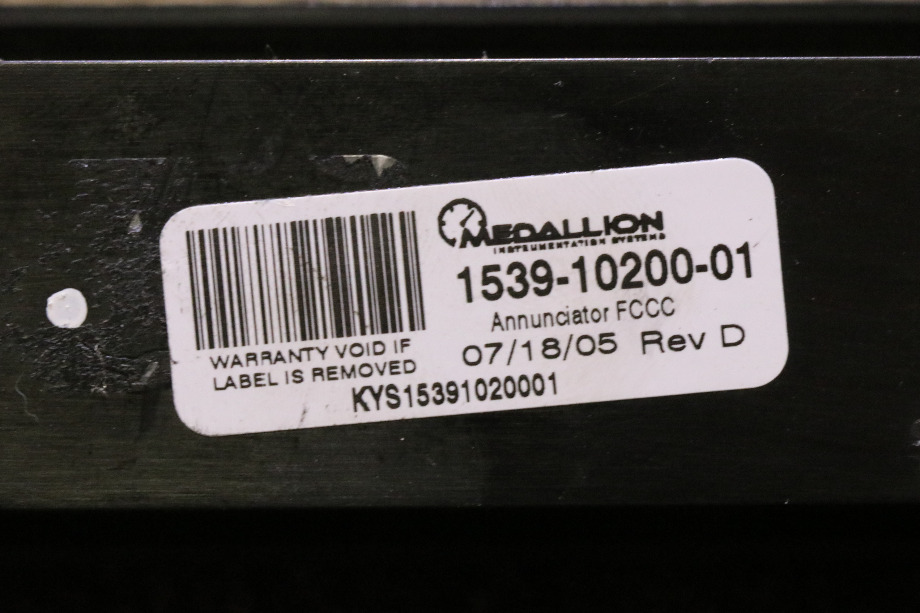 MEDALLION
INSTRUMENTATION SYSTEMS
1539-10200-01
Annunciator FCCC
07/18/05 Rev D
WARRANTY VOID IF
LABEL IS REMOVED
KYS15391020001